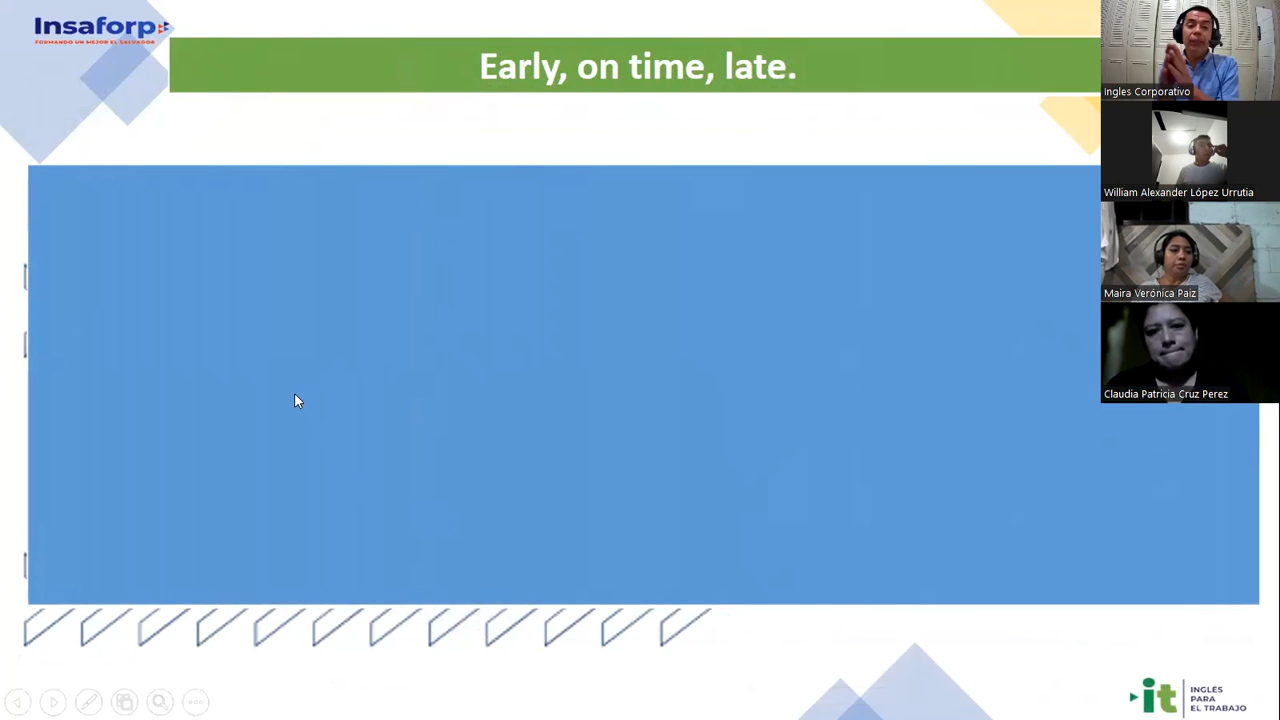 Insaforp
FORMANDO UN MEJOR EL SALVADOR
Early, on time, late.
Ingles Corporativo
William Alexander López Urrutia
Maira Verónica Paiz
Claudia Patricia Cruz Perez
it
INGLÉS
PARA
EL TRABAJO